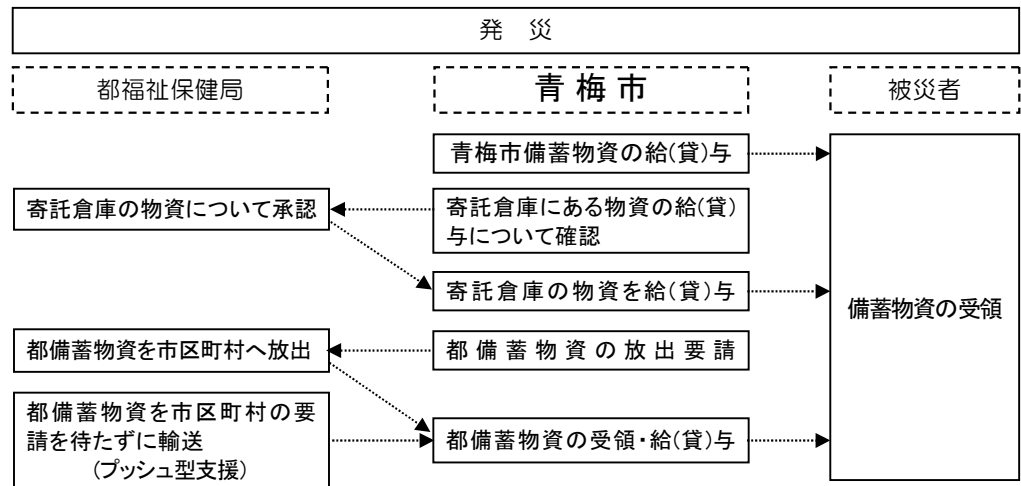 発 災
都福祉保健局
青梅市
被災者
青梅市備蓄物資の給(貸)与
寄託倉庫の物資について承認
寄託倉庫にある物資の給(貸)
与について確認
寄託倉庫の物資を給(貸)与
備蓄物資の受領
都備蓄物資を市区町村へ放出
都備蓄物資の放出要請
都備蓄物資を市区町村の要
請を待たずに輸送
(プッシュ型支援)
都備蓄物資の受領・給(貸)与